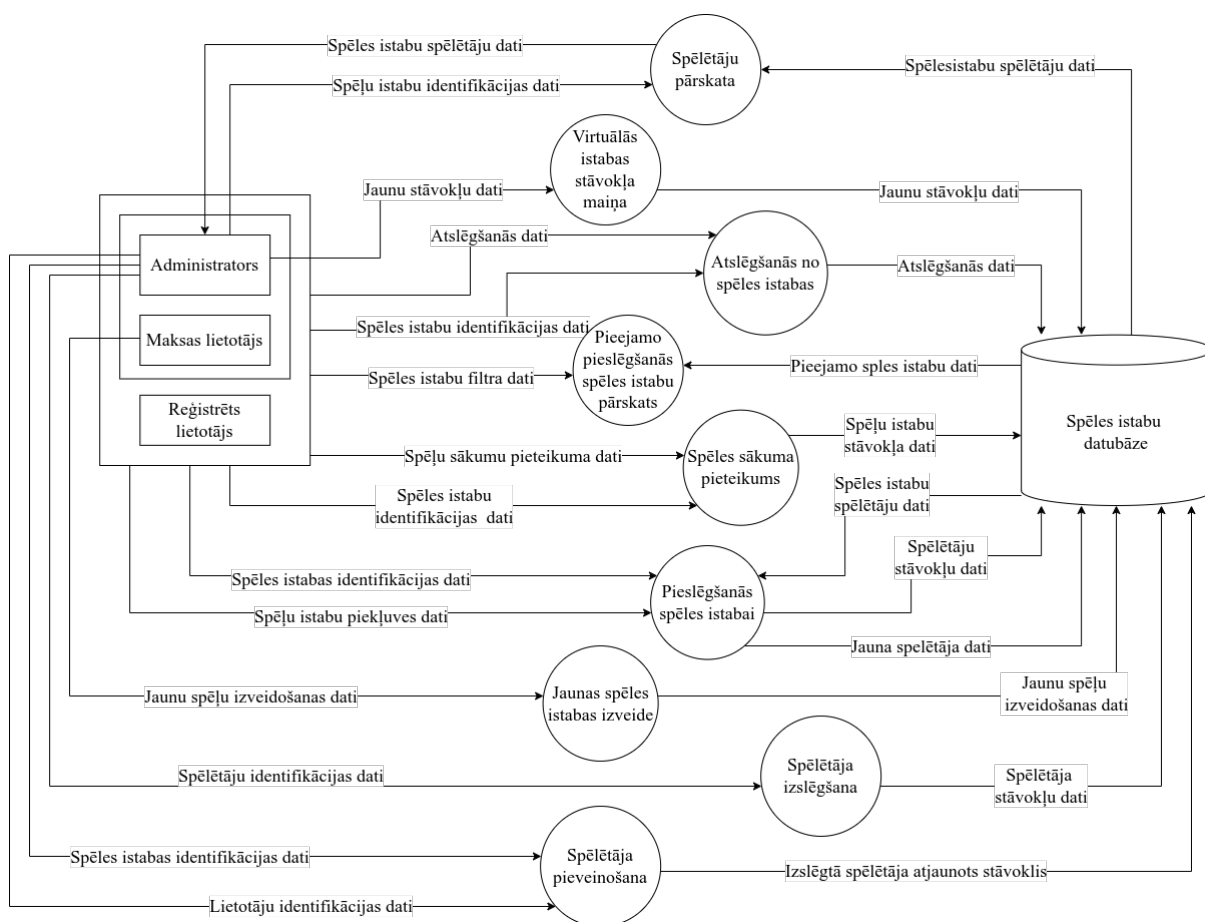 Spēles istabu spēlētāju dati
Spēļu istabu identifikācijas dati
Spēlētāju
pārskata
Spēlesistabu spēlētāju dati
Virtuālās
istabas
stāvokļa
maiņa
Jaunu stāvokļu dati
Jaunu stāvokļu dati
Atslēgšanās dati
Atslēgšanās no
spēles istabas
Atslēgšanās dati
Administrators
Maksas lietotājs
Reģistrēts
lietotājs
Spēles istabu identifikācijas dati
Spēles istabu filtra dati
Pieejamo
pieslēgšanās
spēles istabu
pārskats
Pieejamo sples istabu dati
Spēles istabu
datubāze
Spēļu sākumu pieteikuma dati
Spēles istabu
identifikācijas dati
Spēles sākuma
pieteikums
Spēļu istabu
stāvokļa dati
Spēles istabu
spēlētāju dati
Spēles istabas identifikācijas dati
Spēļu istabu piekļuves dati
Pieslēgšanās
spēles istabai
Spēlētāju
stāvokļu dati
Jauna spelētāja dati
Jaunu spēļu izveidošanas dati
Jaunas spēles
istabas izveide
Jaunu spēļu
izveidošanas dati
Spēlētāju identifikācijas dati
Spēlētāja
izslēgšana
Spēlētāja
stāvokļu dati
Spēles istabas identifikācijas dati
Lietotāju identifikācijas dati
Spēlētāja
pieveinošana
Izslēgtā spēlētāja atjaunots stāvoklis